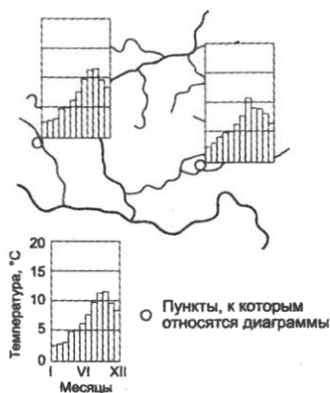 20
15
10
5
0
Температура, °C
I VI XII
Месяцы
Пункты, к которым
относятся диаграммы